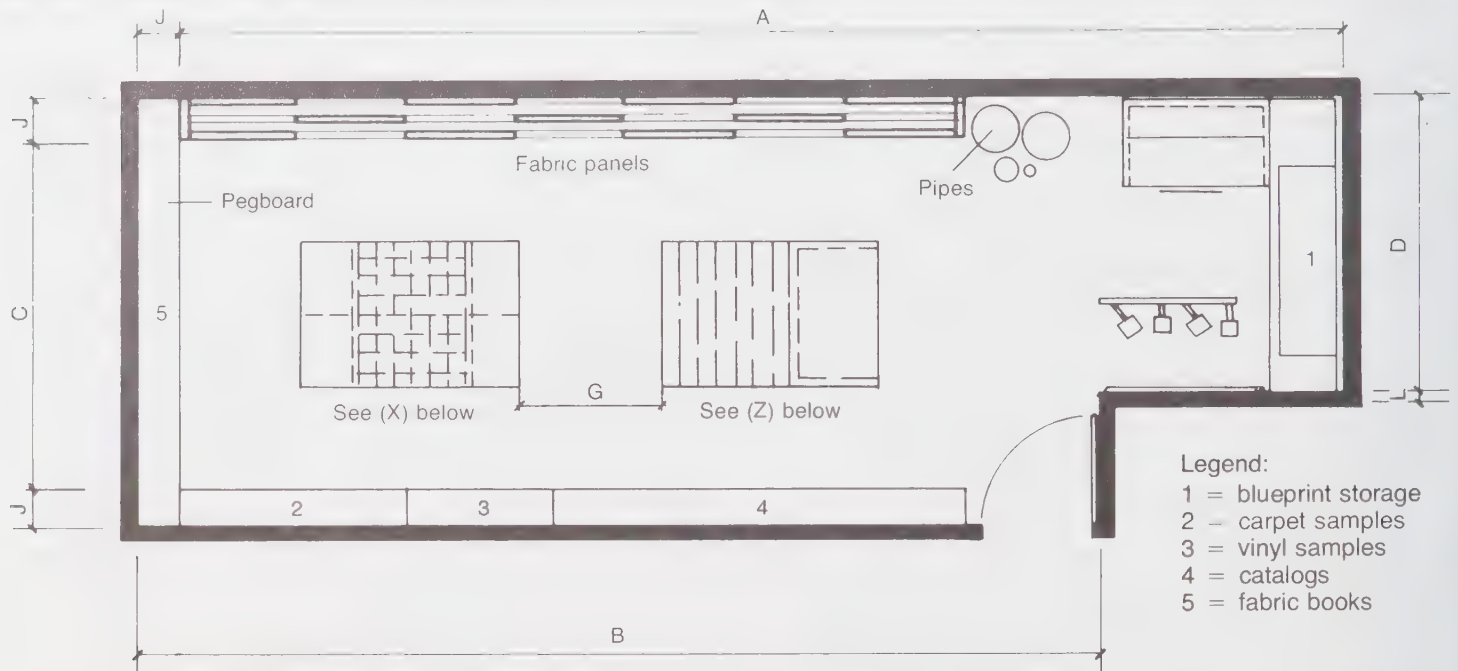 J
A
J
Fabric panels
Pipes
Pegboard
1
D
C
5
G
See (X) below
See (Z) below
L
Legend:
1 = blueprint storage
2 – carpet samples
3 = vinyl samples
4 = catalogs
5 = fabric books
J
2
3
4
B